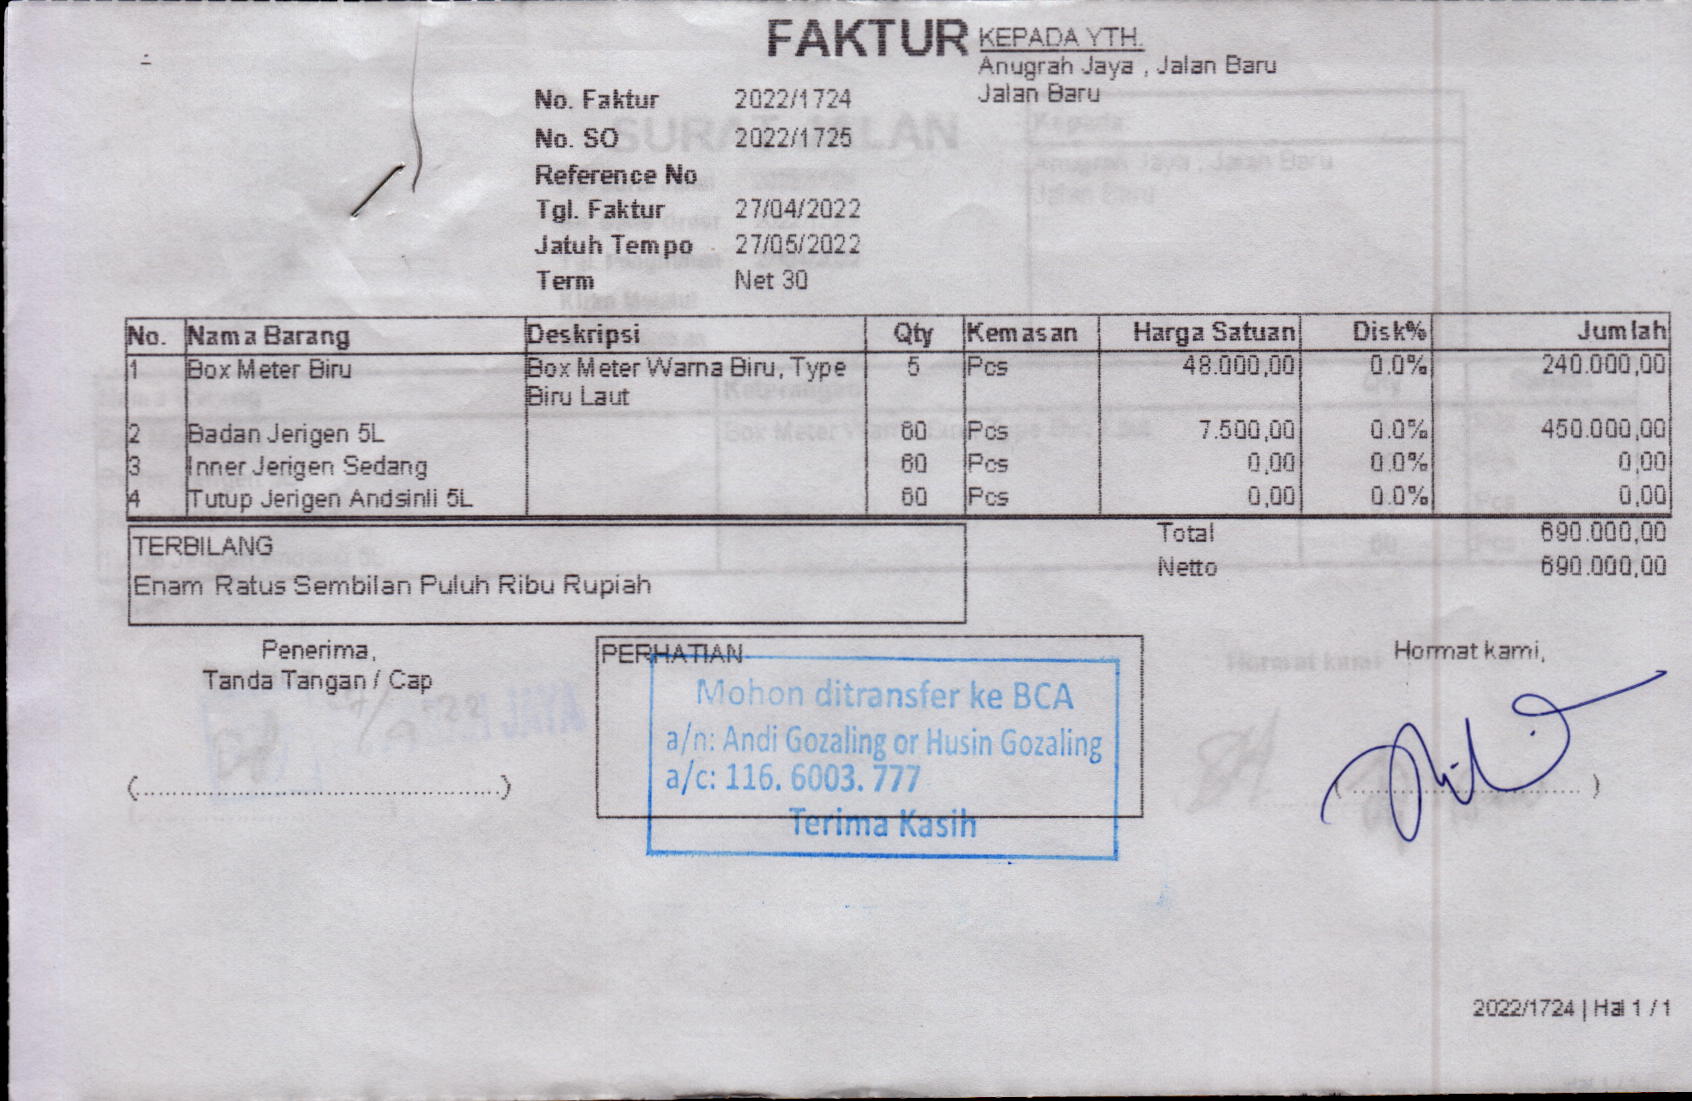 FAKTUR
KEPADA YTH.
Anugrah Jaya , Jalan Baru
Jalan Baru
No. Faktur 2022/1724
No. SO 2022/1725
Reference No
Tgl. Faktur 27/04/2022
Jatuh Tempo 27/05/2022
Term Net 30
No. Nama Barang Deskripsi Qty Kemasan Harga Satuan Disk% Jumlah
1 Box Meter Biru Box Meter Warna Biru, Type 5 Pcs 48.000,00 0.0% 240.000,00
Biru Laut
2 Badan Jerigen 5L 60 Pcs 7.500,00 0.0% 450.000,00
3 Inner Jerigen Sedang 60 Pcs 0,00 0.0% 0,00
4 Tutup Jerigen Andsinli 5L 60 Pcs 0,00 0.0% 0,00
Total 690.000,00
Netto 690.000,00
TERBILANG
Enam Ratus Sembilan Puluh Ribu Rupiah
Penerima,
Tanda Tangan / Cap
(..................................................)
PERHATIAN
Mohon ditransfer ke BCA
a/n: Andi Gozaling or Husin Gozaling
a/c: 116. 6003. 777
Terima Kasih
Hormat kami,
(.................................)
2022/1724 | Hal 1 / 1